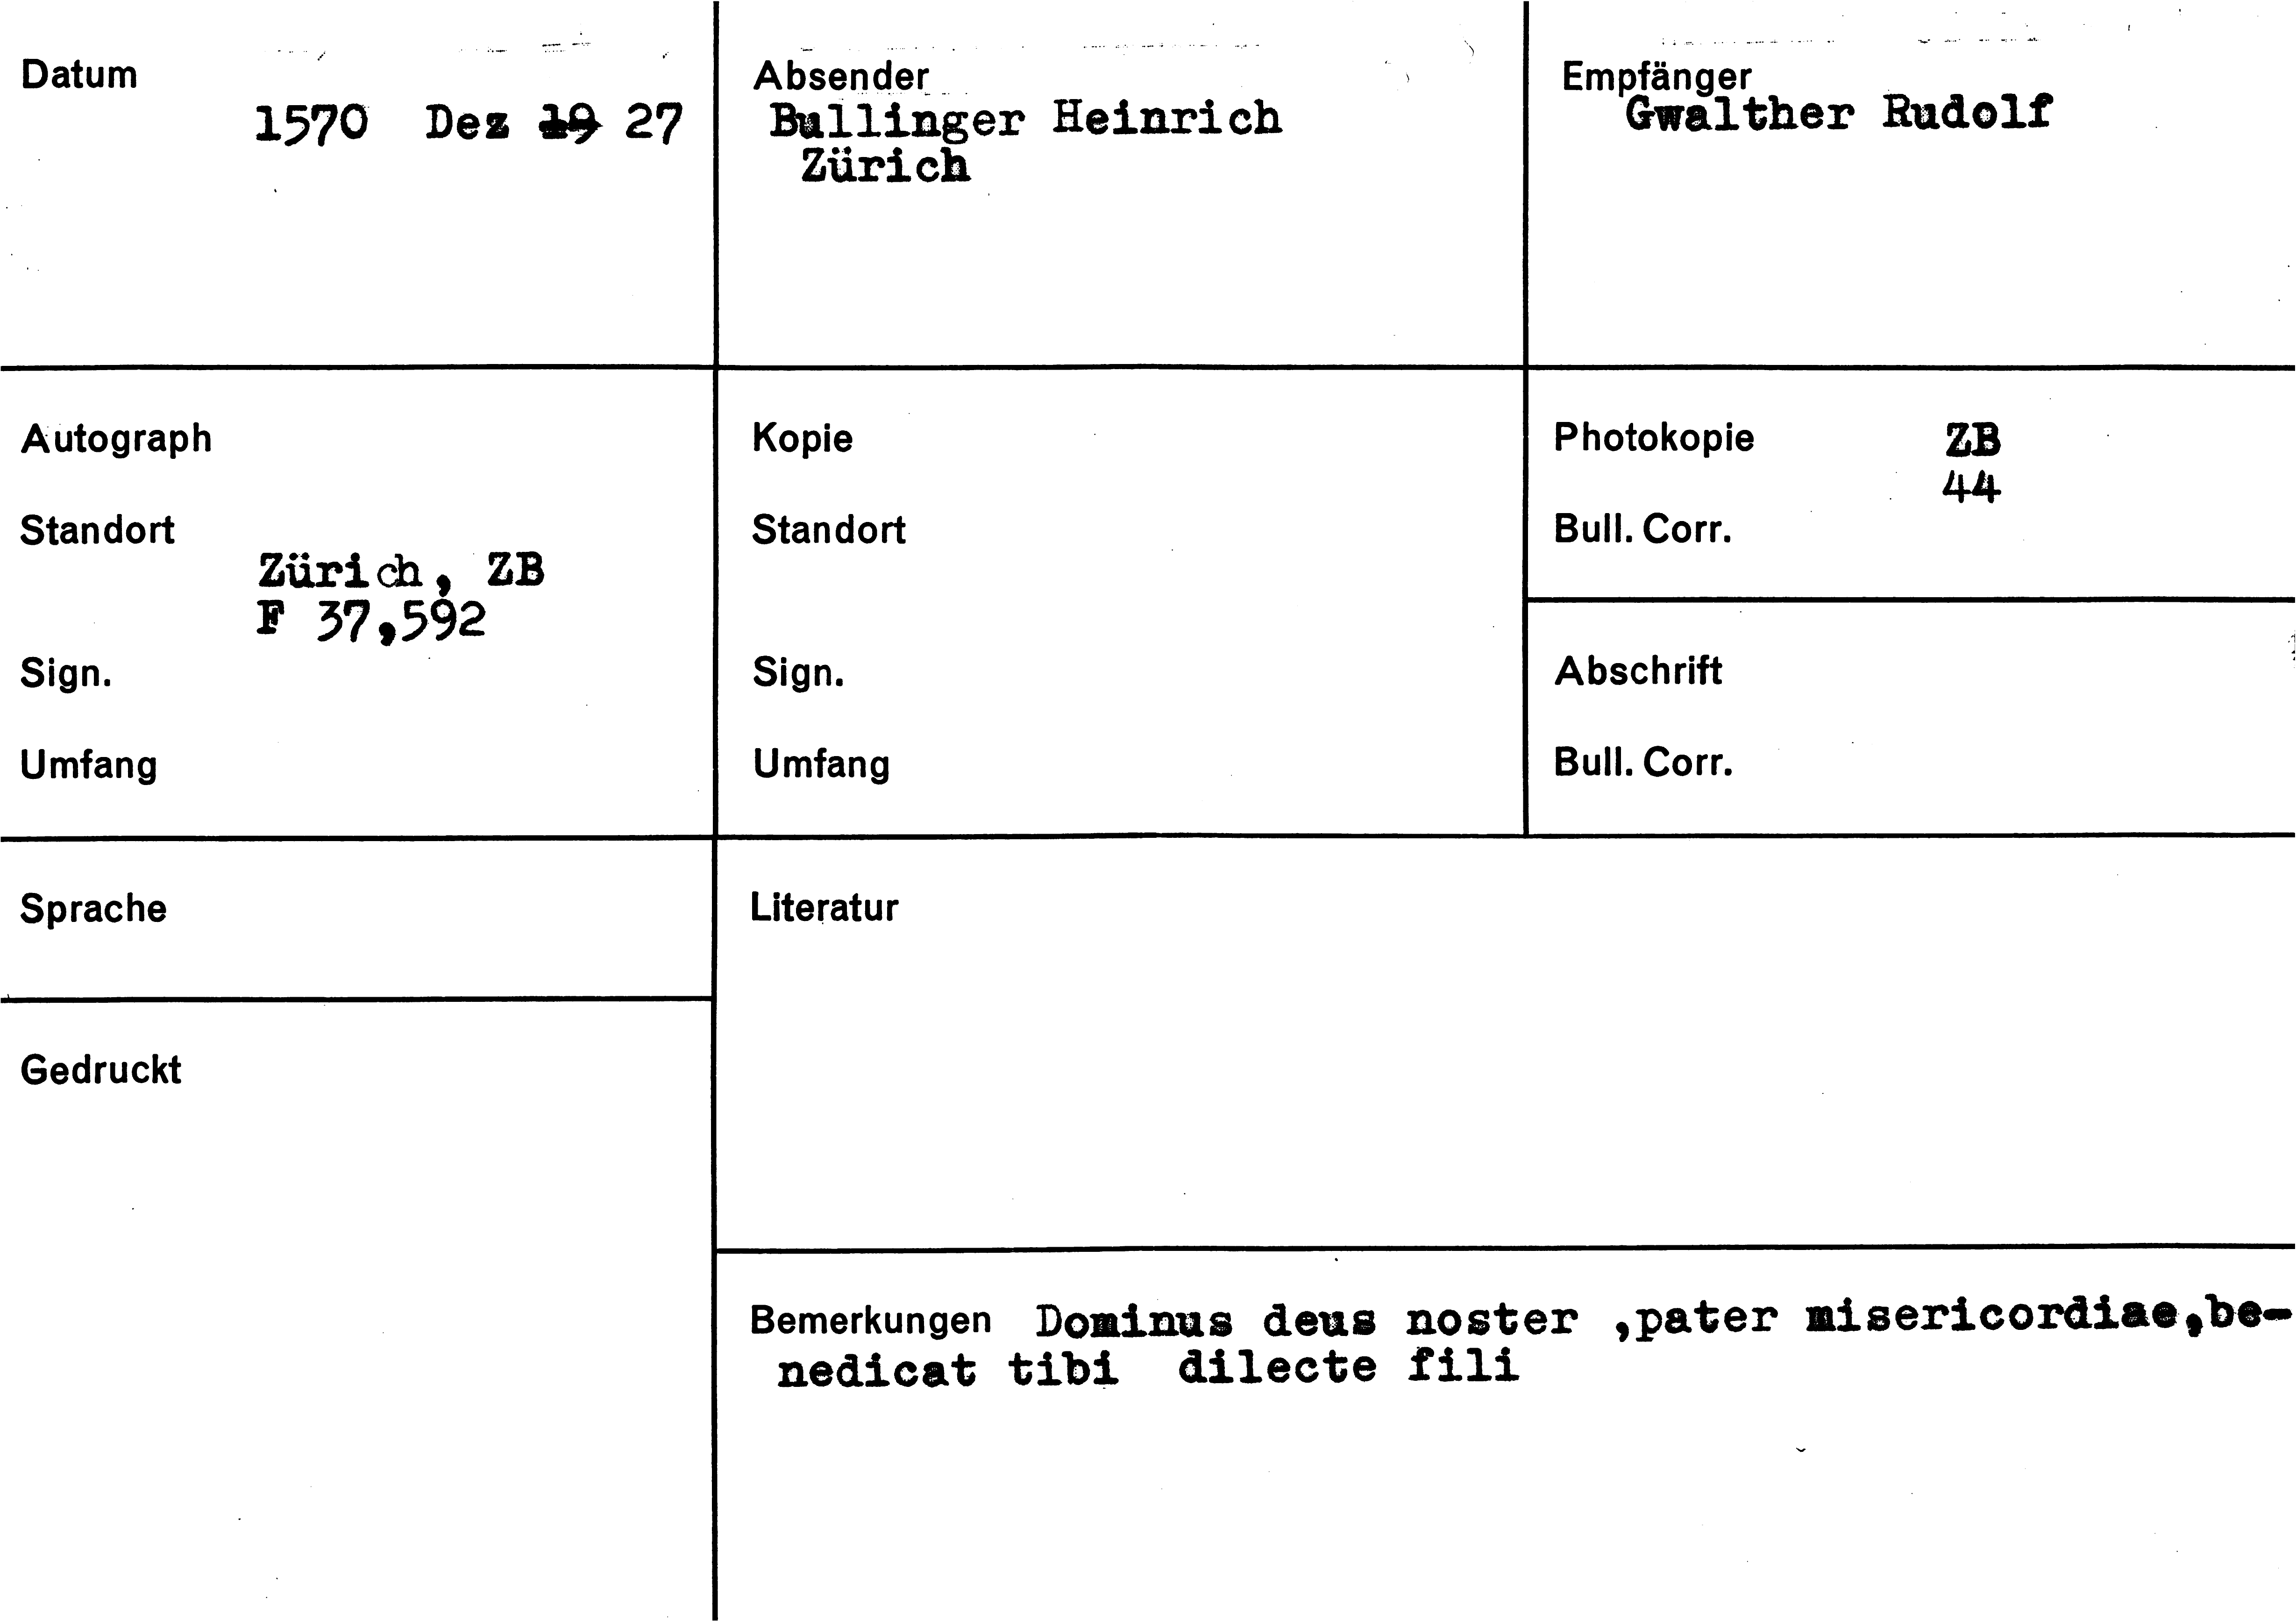 Datum
1570 Dez 19 27
Absender
Bullinger Heinrich
Zürich
Empfänger
Gwalther Rudolf
Autograph
Standort
Zürich, ZB
F 37,592
Sign.
Umfang
Kopie
Standort
Sign.
Umfang
Photokopie ZB
44
Bull. Corr.
Abschrift
Bull. Corr.
Sprache
Gedruckt
Literatur
Bemerkungen Dominus deus noster ,pater misericordiae,be-
nedicat tibi dilecte fili